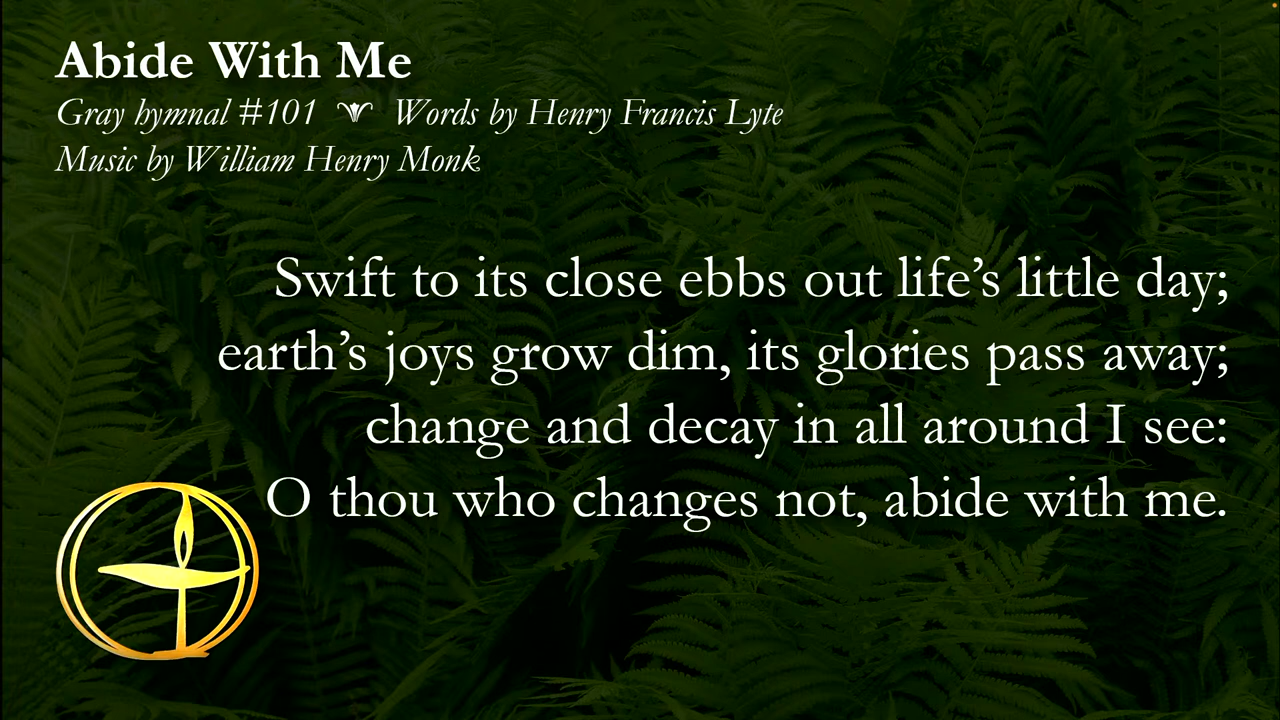 Abide With Me
Gray hymnal #101 Words by Henry Francis Lyte
Music by William Henry Monk
Swift to its close ebbs out life’s little day;
earth’s joys grow dim, its glories pass away;
change and decay in all around I see:
O thou who changes not, abide with me.